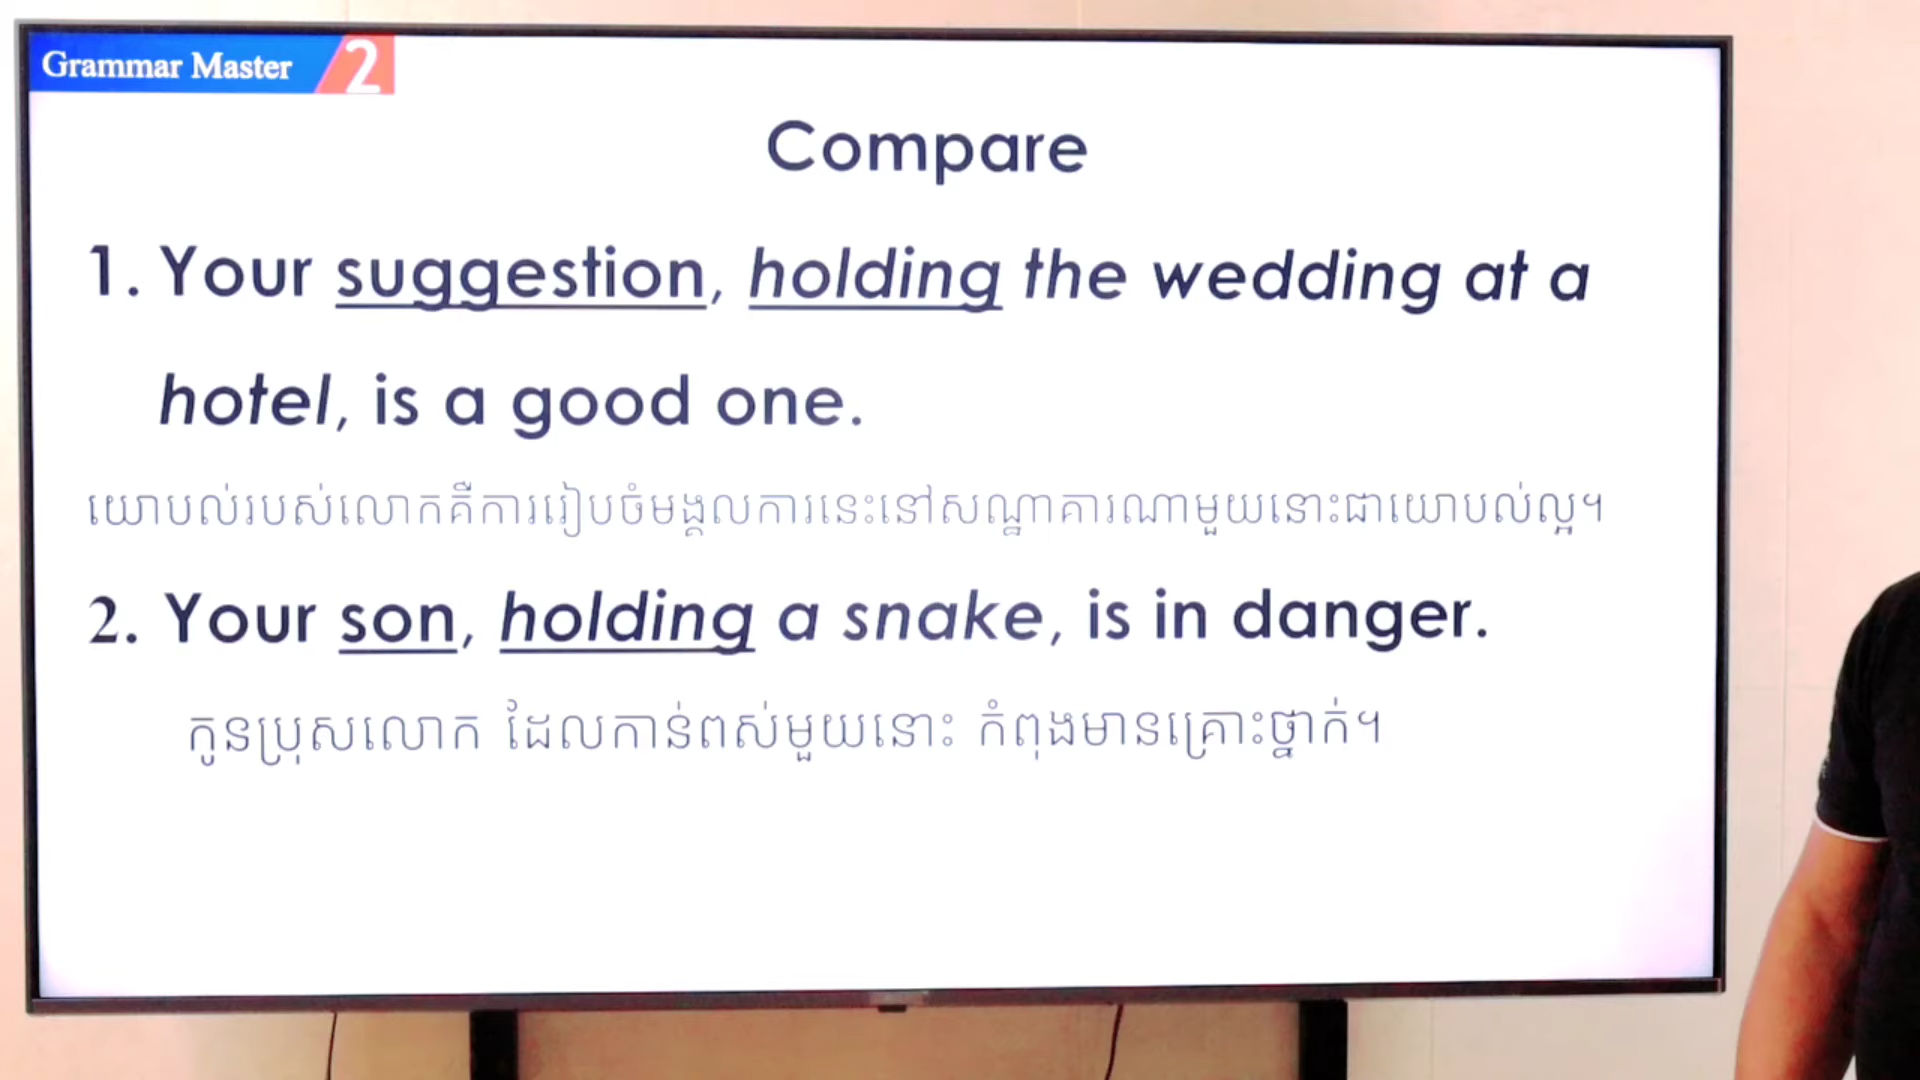 Grammar Master 2
Compare
1. Your suggestion, holding the wedding at a
hotel, is a good one.
យោបល់របស់លោកគឺការរៀបចំមង្គលការនេះនៅសណ្ឋាគារណាមួយនោះជាយោបល់ល្អ។
2. Your son, holding a snake, is in danger.
កូនប្រុសលោក ដែលកាន់ពស់មួយនោះ កំពុងមានគ្រោះថ្នាក់។